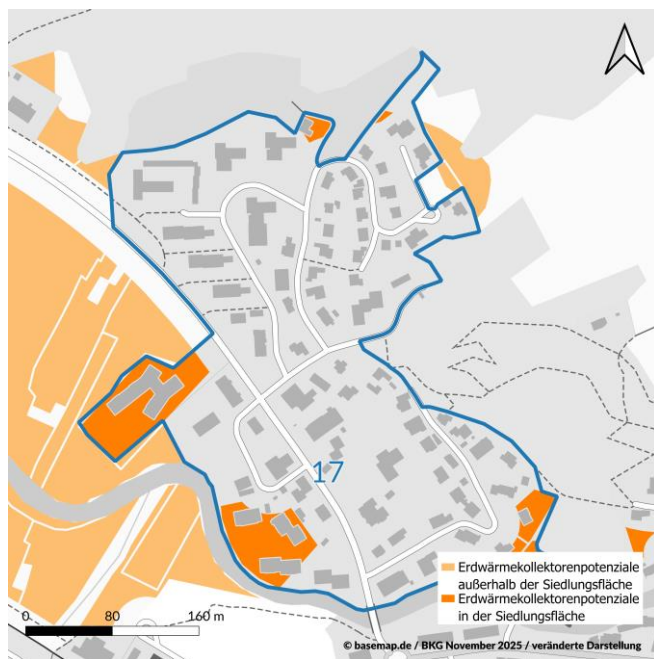 17
Erdwärmekollektorenpotenziale
außerhalb der Siedlungsfläche
Erdwärmekollektorenpotenziale
in der Siedlungsfläche
0 80 160 m
© basemap.de / BKG November 2025 / veränderte Darstellung